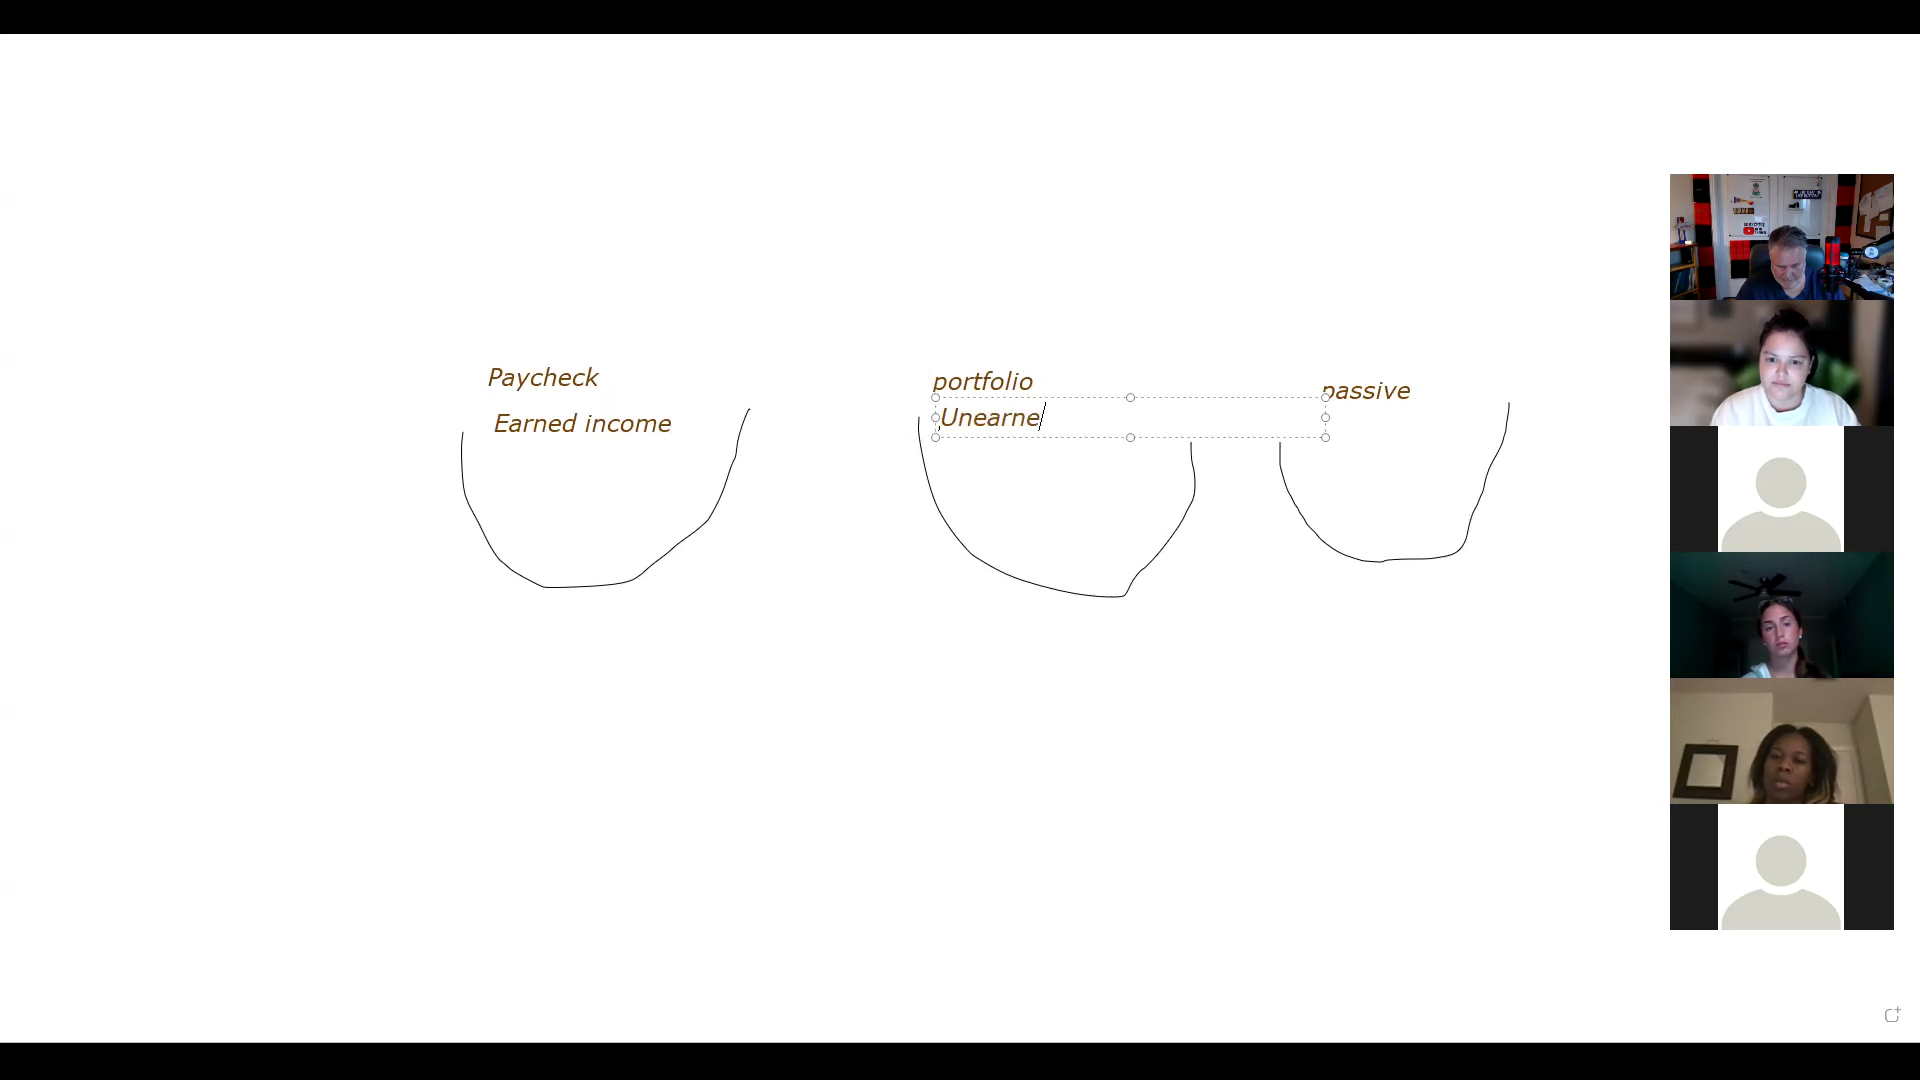 Paycheck
Earned income
portfolio
Unearne
passive